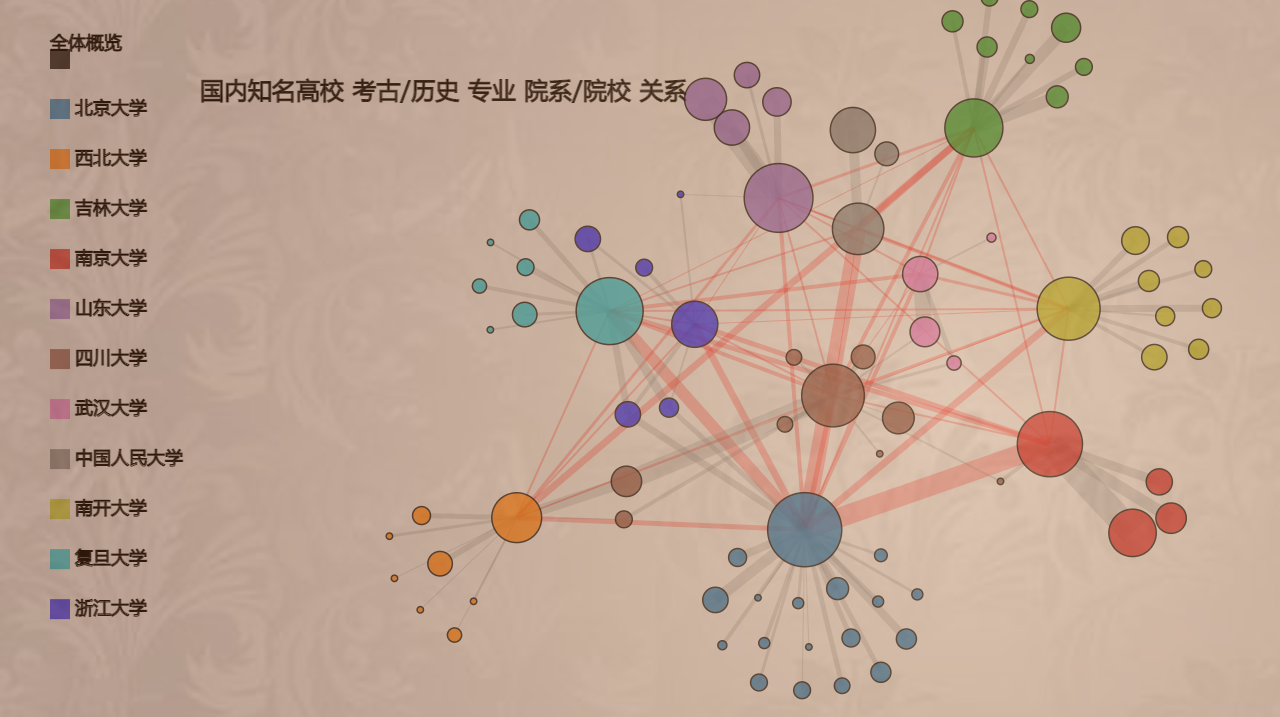 全体概览
国内知名高校 考古/历史 专业 院系/院校 关系
北京大学
西北大学
吉林大学
南京大学
山东大学
四川大学
武汉大学
中国人民大学
南开大学
复旦大学
浙江大学